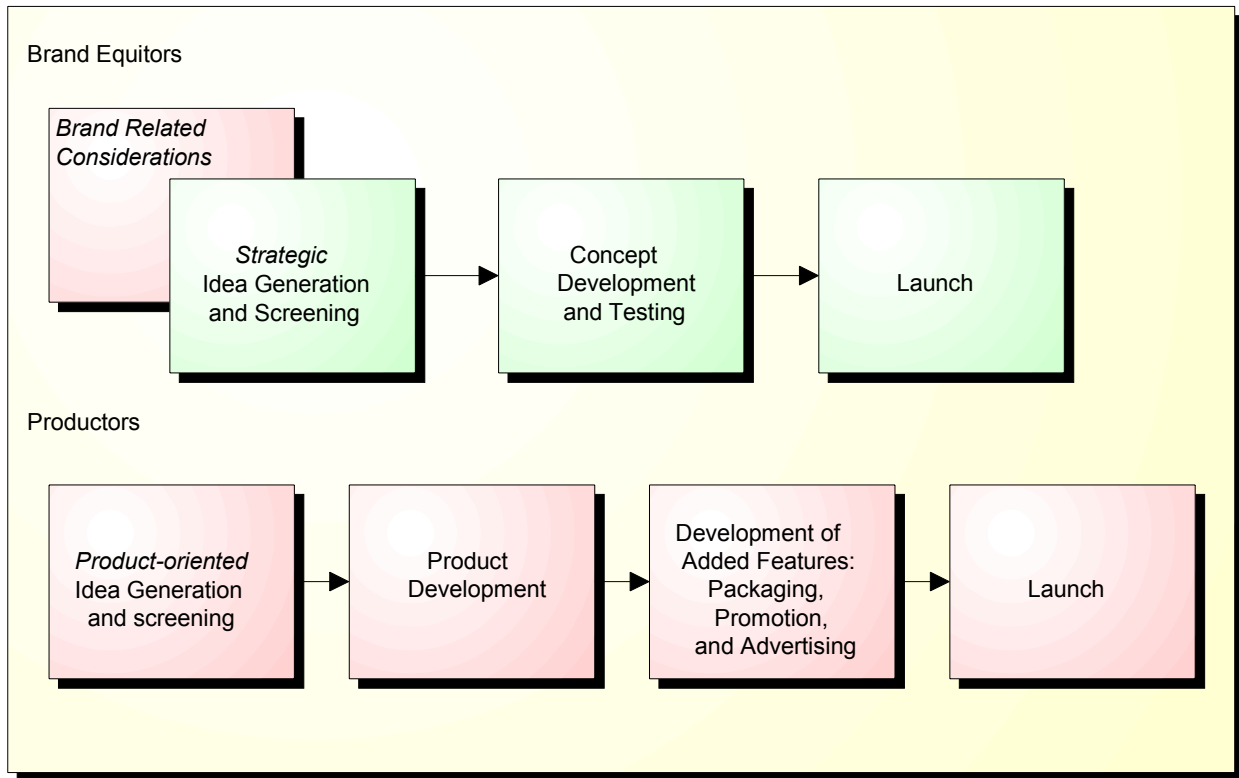 Brand Equitors
Brand Related
Considerations
Strategic
Idea Generation
and Screening
Concept
Development
and Testing
Launch
Productors
Product-oriented
Idea Generation
and screening
Product
Development
Development of
Added Features:
Packaging,
Promotion,
and Advertising
Launch